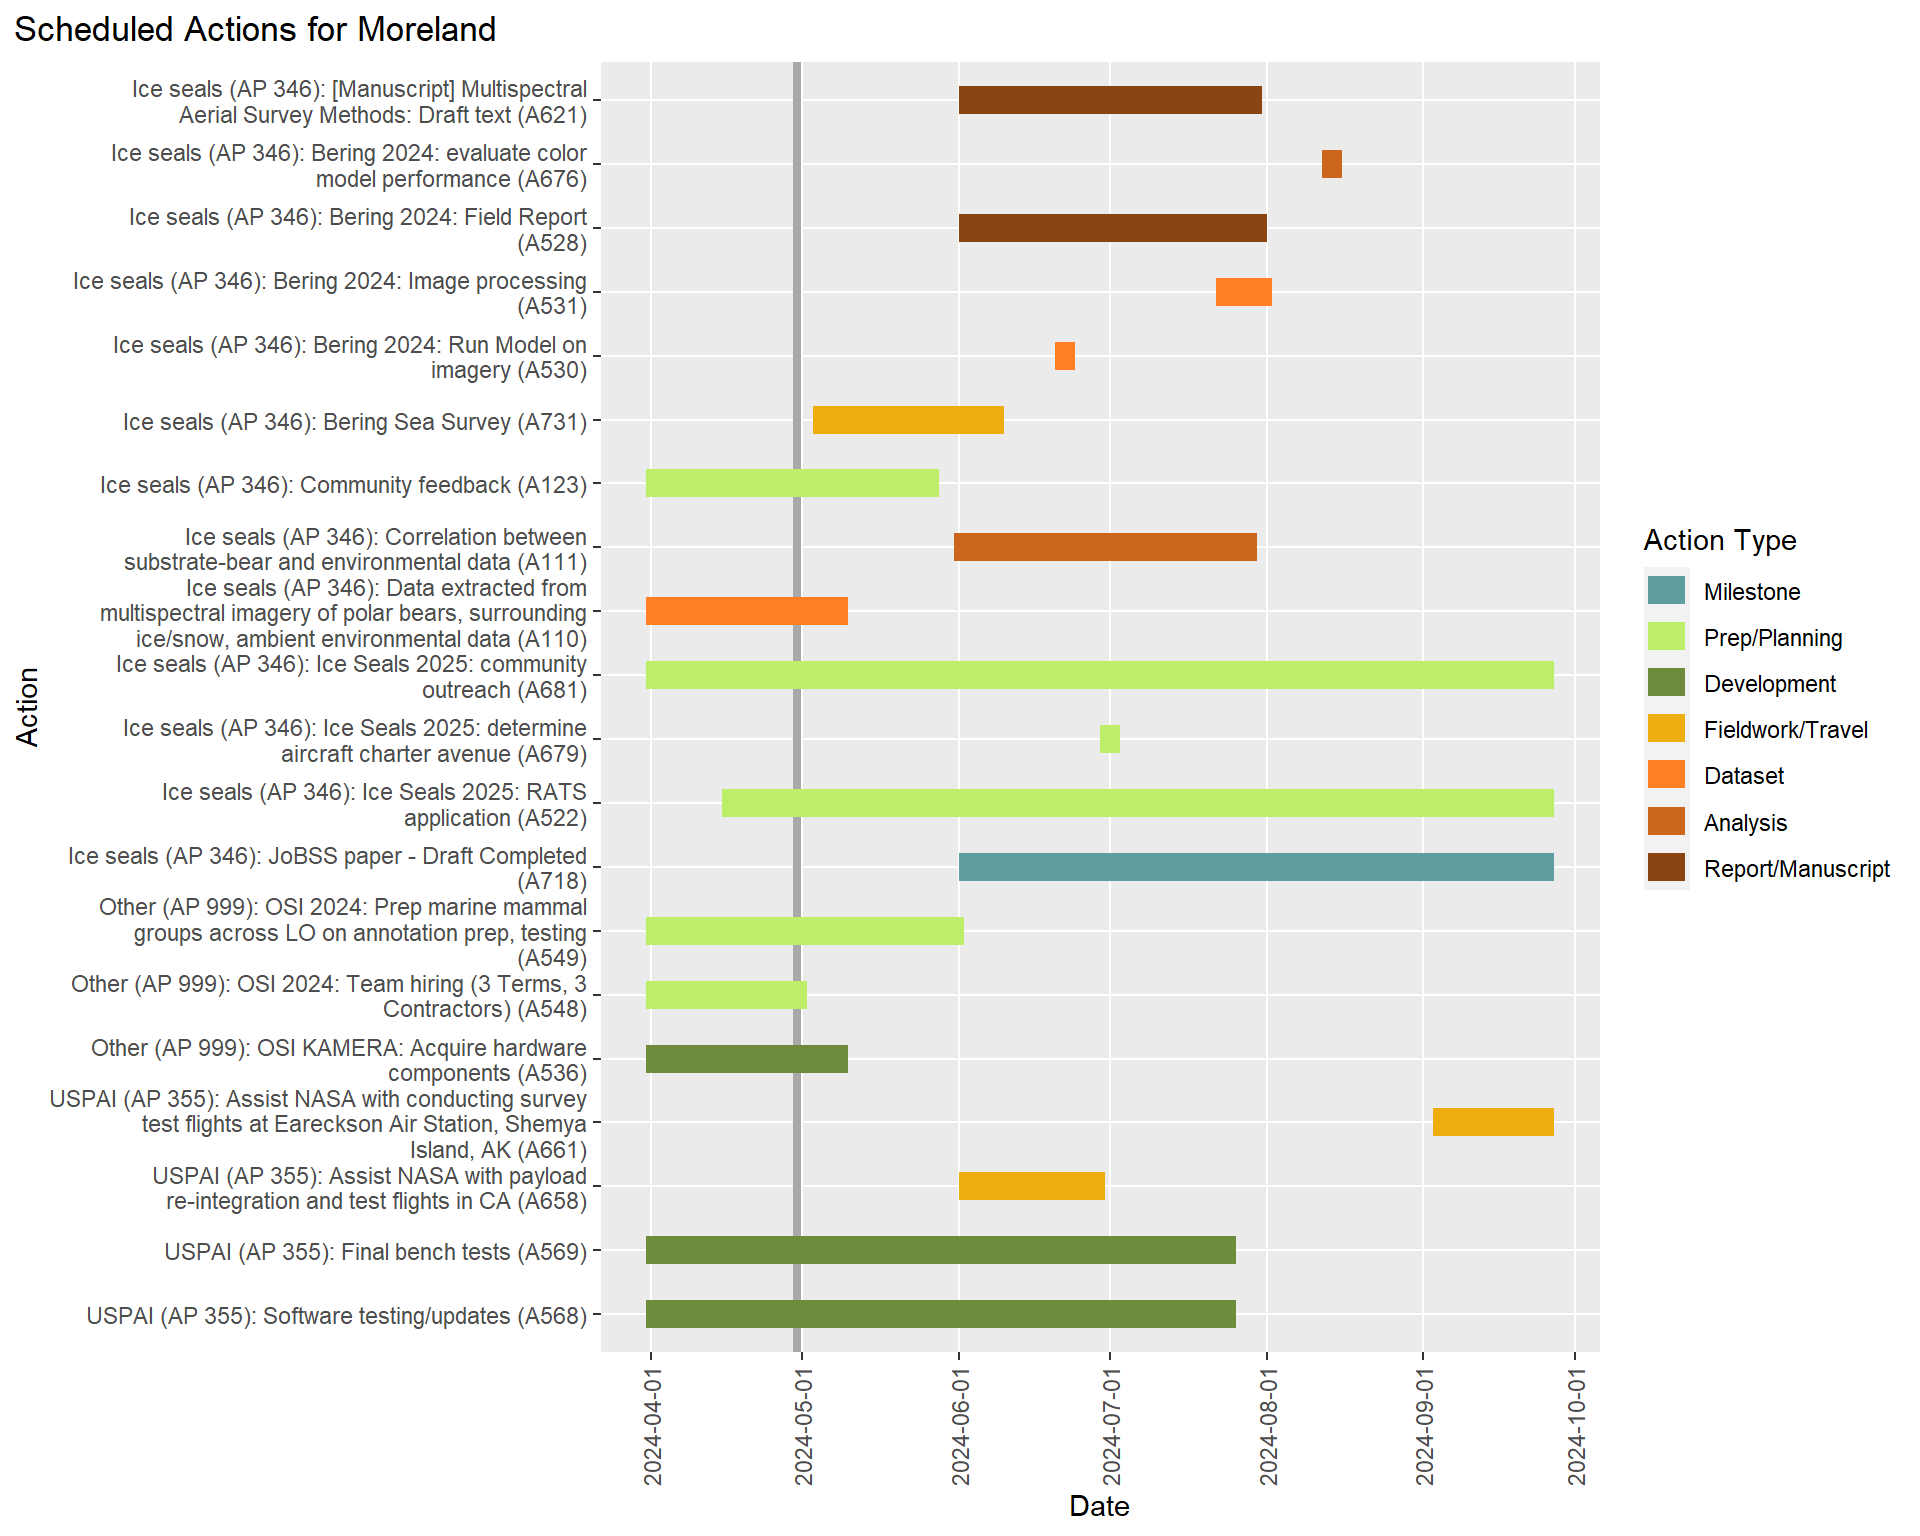 Scheduled Actions for Moreland
Ice seals (AP 346): [Manuscript] Multispectral
Aerial Survey Methods: Draft text (A621)
Ice seals (AP 346): Bering 2024: evaluate color
model performance (A676)
Ice seals (AP 346): Bering 2024: Field Report
(A528)
Ice seals (AP 346): Bering 2024: Image processing
(A531)
Ice seals (AP 346): Bering 2024: Run Model on
imagery (A530)
Ice seals (AP 346): Bering Sea Survey (A731)
Ice seals (AP 346): Community feedback (A123)
Ice seals (AP 346): Correlation between
substrate-bear and environmental data (A111)
Ice seals (AP 346): Data extracted from
multispectral imagery of polar bears, surrounding
ice/snow, ambient environmental data (A110)
Ice seals (AP 346): Ice Seals 2025: community
outreach (A681)
Ice seals (AP 346): Ice Seals 2025: determine
aircraft charter avenue (A679)
Ice seals (AP 346): Ice Seals 2025: RATS
application (A522)
Ice seals (AP 346): JoBSS paper - Draft Completed
(A718)
Other (AP 999): OSI 2024: Prep marine mammal
groups across LO on annotation prep, testing
(A549)
Other (AP 999): OSI 2024: Team hiring (3 Terms, 3
Contractors) (A548)
Other (AP 999): OSI KAMERA: Acquire hardware
components (A536)
USPAI (AP 355): Assist NASA with conducting survey
test flights at Eareckson Air Station, Shemya
Island, AK (A661)
USPAI (AP 355): Assist NASA with payload
re-integration and test flights in CA (A658)
USPAI (AP 355): Final bench tests (A569)
USPAI (AP 355): Software testing/updates (A568)
Action
2024-04-01
2024-05-01
2024-06-01
2024-07-01
2024-08-01
2024-09-01
2024-10-01
Date
Action Type
Milestone
Prep/Planning
Development
Fieldwork/Travel
Dataset
Analysis
Report/Manuscript